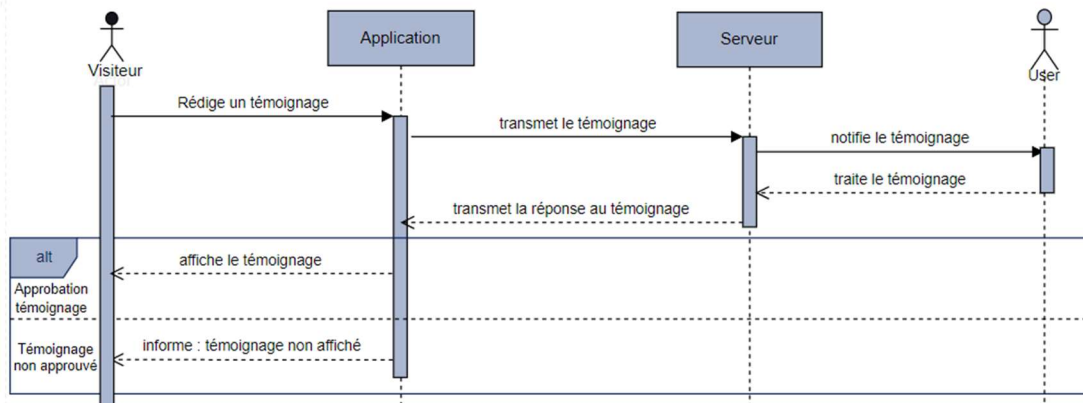 Application
Serveur
Visiteur
User
Rédige un témoignage
transmet le témoignage
notifie le témoignage
traite le témoignage
transmet la réponse au témoignage
alt
affiche le témoignage
Approbation
témoignage
informe : témoignage non affiché
Témoignage
non approuvé